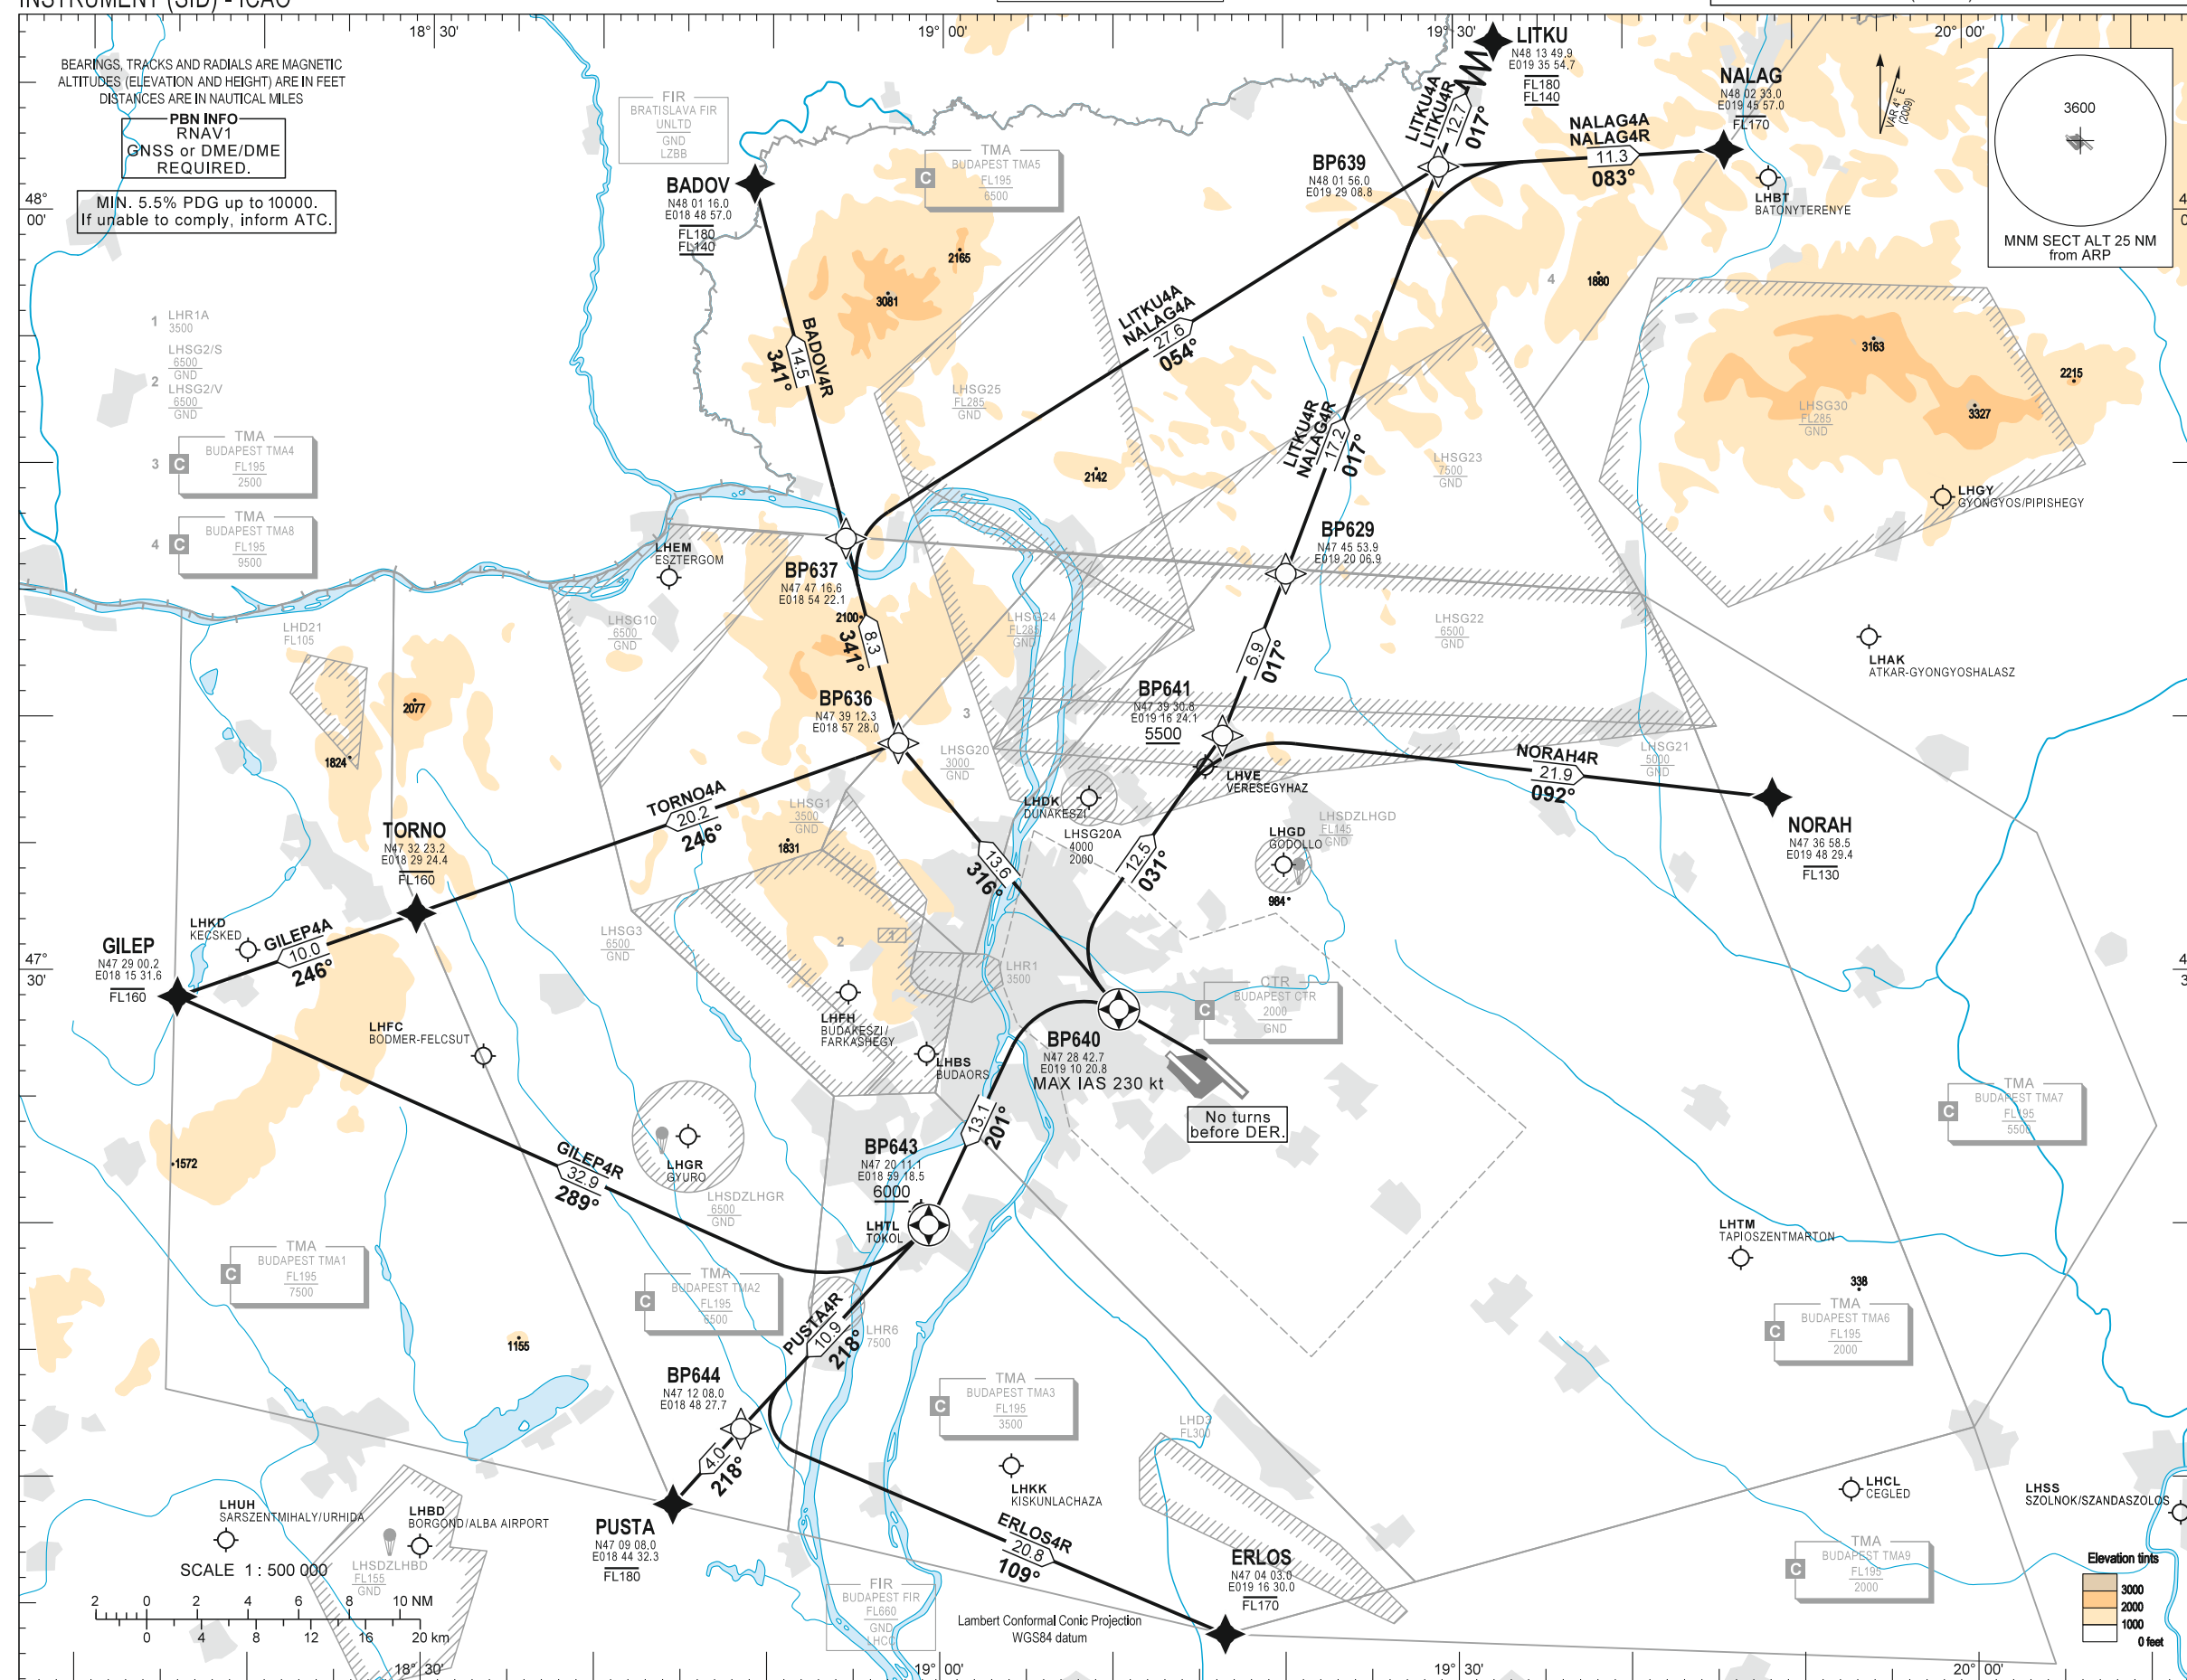 INSTRUMENT (SID) - ICAO
18° 30'
19° 00'
19° 30'
20° 00'
BEARINGS, TRACKS AND RADIALS ARE MAGNETIC
ALTITUDES (ELEVATION AND HEIGHT) ARE IN FEET
DISTANCES ARE IN NAUTICAL MILES
PBN INFO
RNAV1
GNSS or DME/DME
REQUIRED.
MIN. 5.5% PDG up to 10000.
If unable to comply, inform ATC.
FIR
BRATISLAVA FIR
UNLTD
GND
LZBB
TMA
C
BUDAPEST TMA5
FL195
6500
LITKU
N48 13 49.9
E019 35 54.7
FL180
FL140
NALAG
N48 02 33.0
E019 45 57.0
FL170
VAR 4° E
(2009)
3600
MNM SECT ALT 25 NM
from ARP
LITKU4A
LITKU4R
12.7
017°
NALAG4A
NALAG4R
11.3
083°
BP639
N48 01 56.0
E019 29 08.8
LHBT
BATONYTERENYE
BADOV
N48 01 16.0
E018 48 57.0
FL180
FL140
48°
00'
2165
3081
4
1880
3163
2215
3327
1
LHR1A
3500
2
LHSG2/S
6500
GND
LHSG2/V
6500
GND
3
C
TMA
BUDAPEST TMA4
FL195
2500
4
C
TMA
BUDAPEST TMA8
FL195
9500
BADOV4R
14.5
341°
LITKU4A
NALAG4A
27.6
054°
LHSG25
FL285
GND
LITKU4R
NALAG4R
17.2
017°
LHSG23
7500
GND
LHSG30
FL285
GND
2142
LHGY
GYONGYOS/PIPISHEGY
LHEM
ESZTERGOM
BP637
N47 47 16.6
E018 54 22.1
2100
8.3
341°
BP629
N47 45 53.9
E019 20 06.9
LHD21
FL105
LHSG10
6500
GND
LHSG24
FL285
GND
LHSG22
6500
GND
LHAK
ATKAR-GYONGYOSHALASZ
6.9
017°
BP636
N47 39 12.3
E018 57 28.0
BP641
N47 39 30.8
E019 16 24.1
5500
2077
1824
3
LHSG20
3000
GND
LHVE
VERESEGYHAZ
NORAH4R
21.9
092°
LHSG21
5000
GND
NORAH
N47 36 58.5
E019 48 29.4
FL130
LHDK
DUNAKESZI
LHSG20A
4000
2000
LHSDZLHGD
FL145
GND
LHGD
GODOLLO
984
TORNO4A
20.2
246°
LHSG1
3500
GND
1831
TORNO
N47 32 23.2
E018 29 24.4
FL160
13.6
316°
12.5
031°
GILEP
N47 29 00.2
E018 15 31.6
FL160
LHKD
KECSKED
GILEP4A
10.0
246°
LHSG3
6500
GND
2
1
LHR1
3500
47°
30'
LHFC
BODMER-FELCSUT
LHFH
BUDAKESZI/
FARKASHEGY
LHBS
BUDAORS
BP640
N47 28 42.7
E019 10 20.8
MAX IAS 230 kt
CTR
C
BUDAPEST CTR
2000
GND
No turns
before DER.
TMA
C
BUDAPEST TMA7
FL195
5500
1572
GILEP4R
32.9
289°
LHGR
GYURO
LHSDZLHGR
6500
GND
BP643
N47 20 11.1
E018 59 18.5
6000
13.1
201°
LHTL
TOKOL
LHTM
TAPIOSZENTMARTON
TMA
C
BUDAPEST TMA1
FL195
7500
TMA
C
BUDAPEST TMA2
FL195
6500
PUSTA4R
10.9
218°
LHR6
7500
338
TMA
C
BUDAPEST TMA6
FL195
2000
1155
BP644
N47 12 08.0
E018 48 27.7
TMA
C
BUDAPEST TMA3
FL195
3500
LHD3
FL300
4.0
218°
PUSTA
N47 09 08.0
E018 44 32.3
FL180
LHKK
KISKUNLACHAZA
ERLOS4R
20.8
109°
ERLOS
N47 04 03.0
E019 16 30.0
FL170
LHCL
CEGLED
LHSS
SZOLNOK/SZANDASZOLOS
TMA
C
BUDAPEST TMA9
FL195
2000
LHUH
SARSZENTMIHALY/URHIDA
LHBD
BORGOND/ALBA AIRPORT
LHSDZLHBD
FL155
GND
SCALE 1 : 500 000
2 0 2 4 6 8 10 NM
0 4 8 12 16 20 km
FIR
BUDAPEST FIR
FL660
GND
LHCC
Lambert Conformal Conic Projection
WGS84 datum
Elevation tints
3000
2000
1000
0 feet
18° 30'
19° 00'
19° 30'
20° 00'